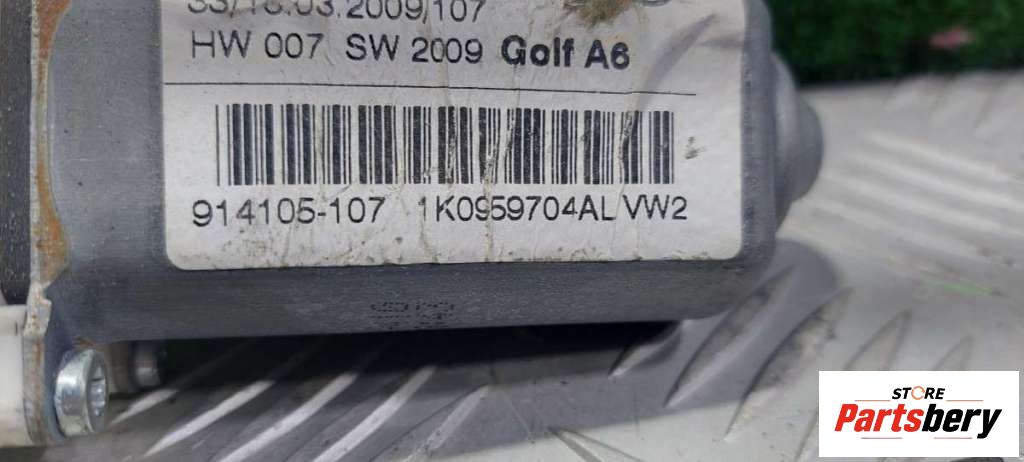 HW 007 SW 2009 Golf A6
914105-107 1K0959704AL VW2
STORE
Partsbery